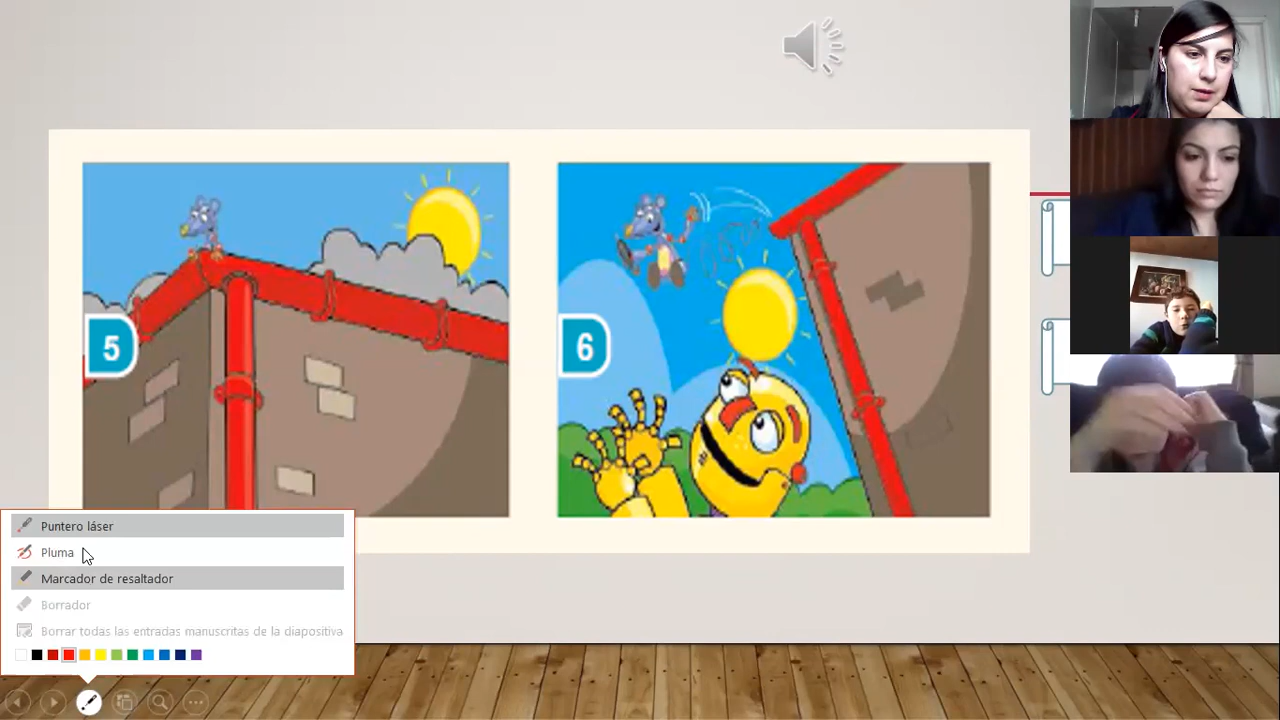 5
6
Puntero láser
Pluma
Marcador de resaltador
Borrador
Borrar todas las entradas manuscritas de la diapositiva